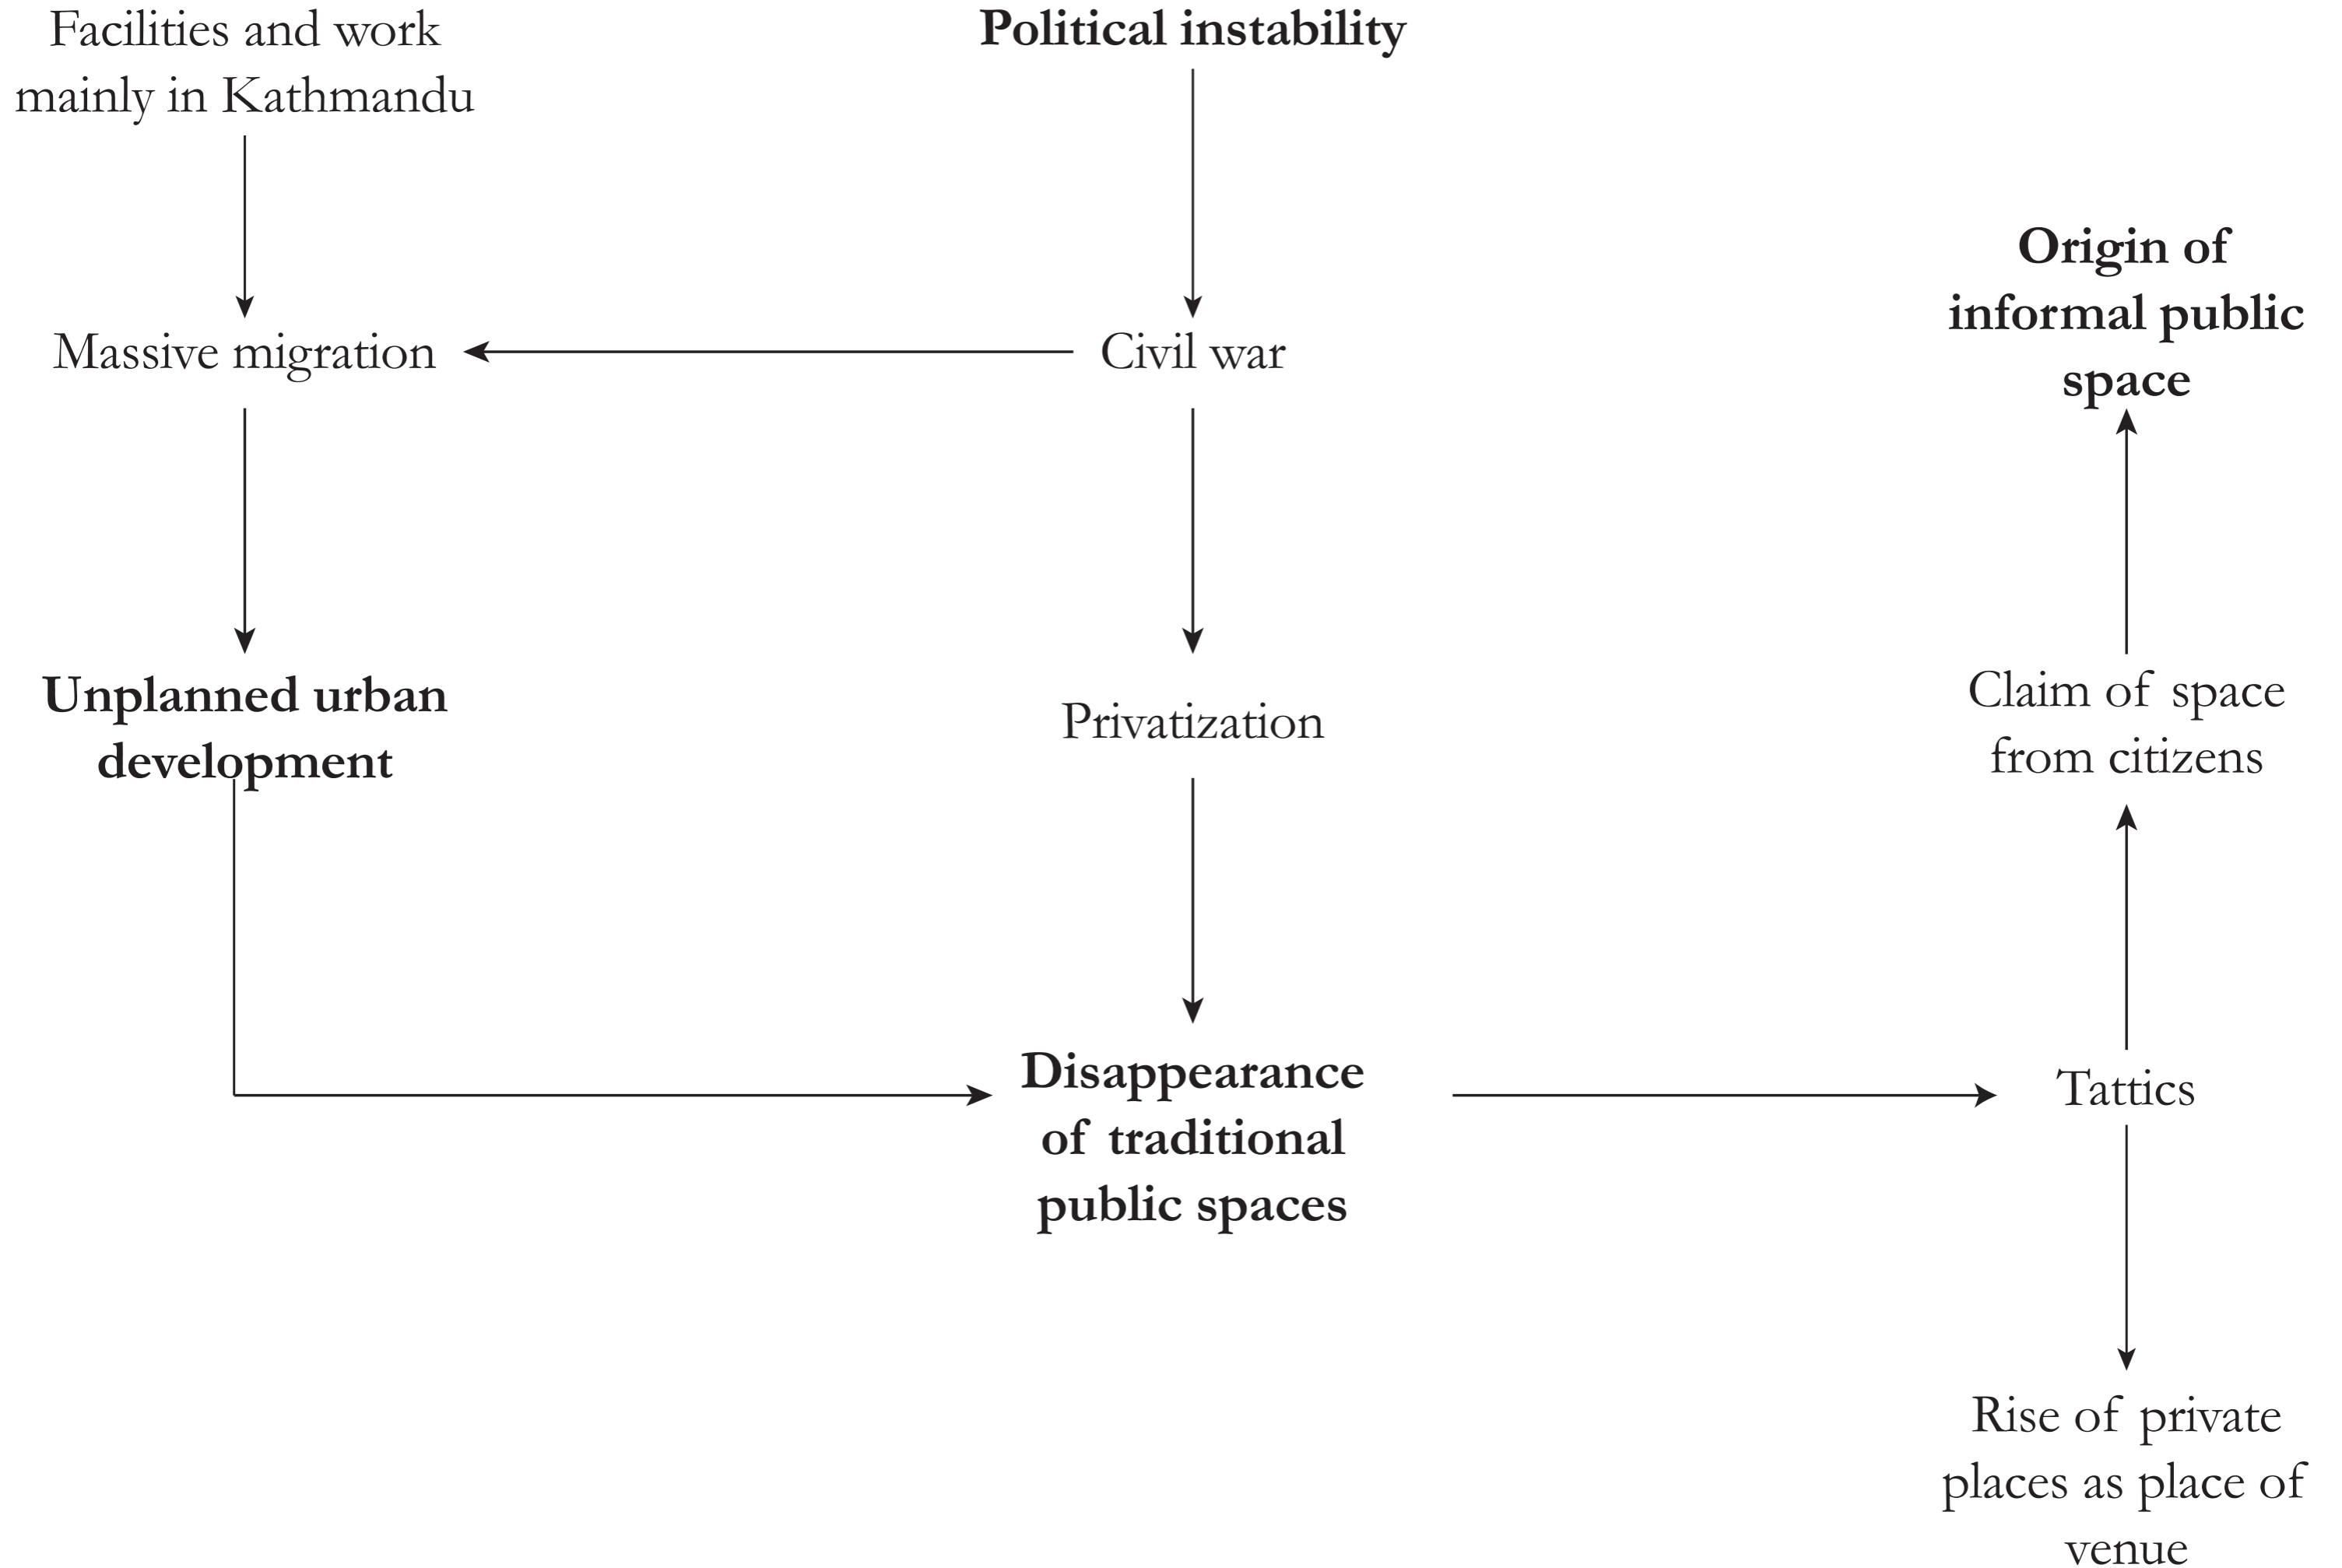 Facilities and work
mainly in Kathmandu
Political instability
Origin of
informal public
space
Massive migration
Civil war
Unplanned urban
development
Privatization
Claim of space
from citizens
Disappearance
of traditional
public spaces
Tattics
Rise of private
places as place of
venue